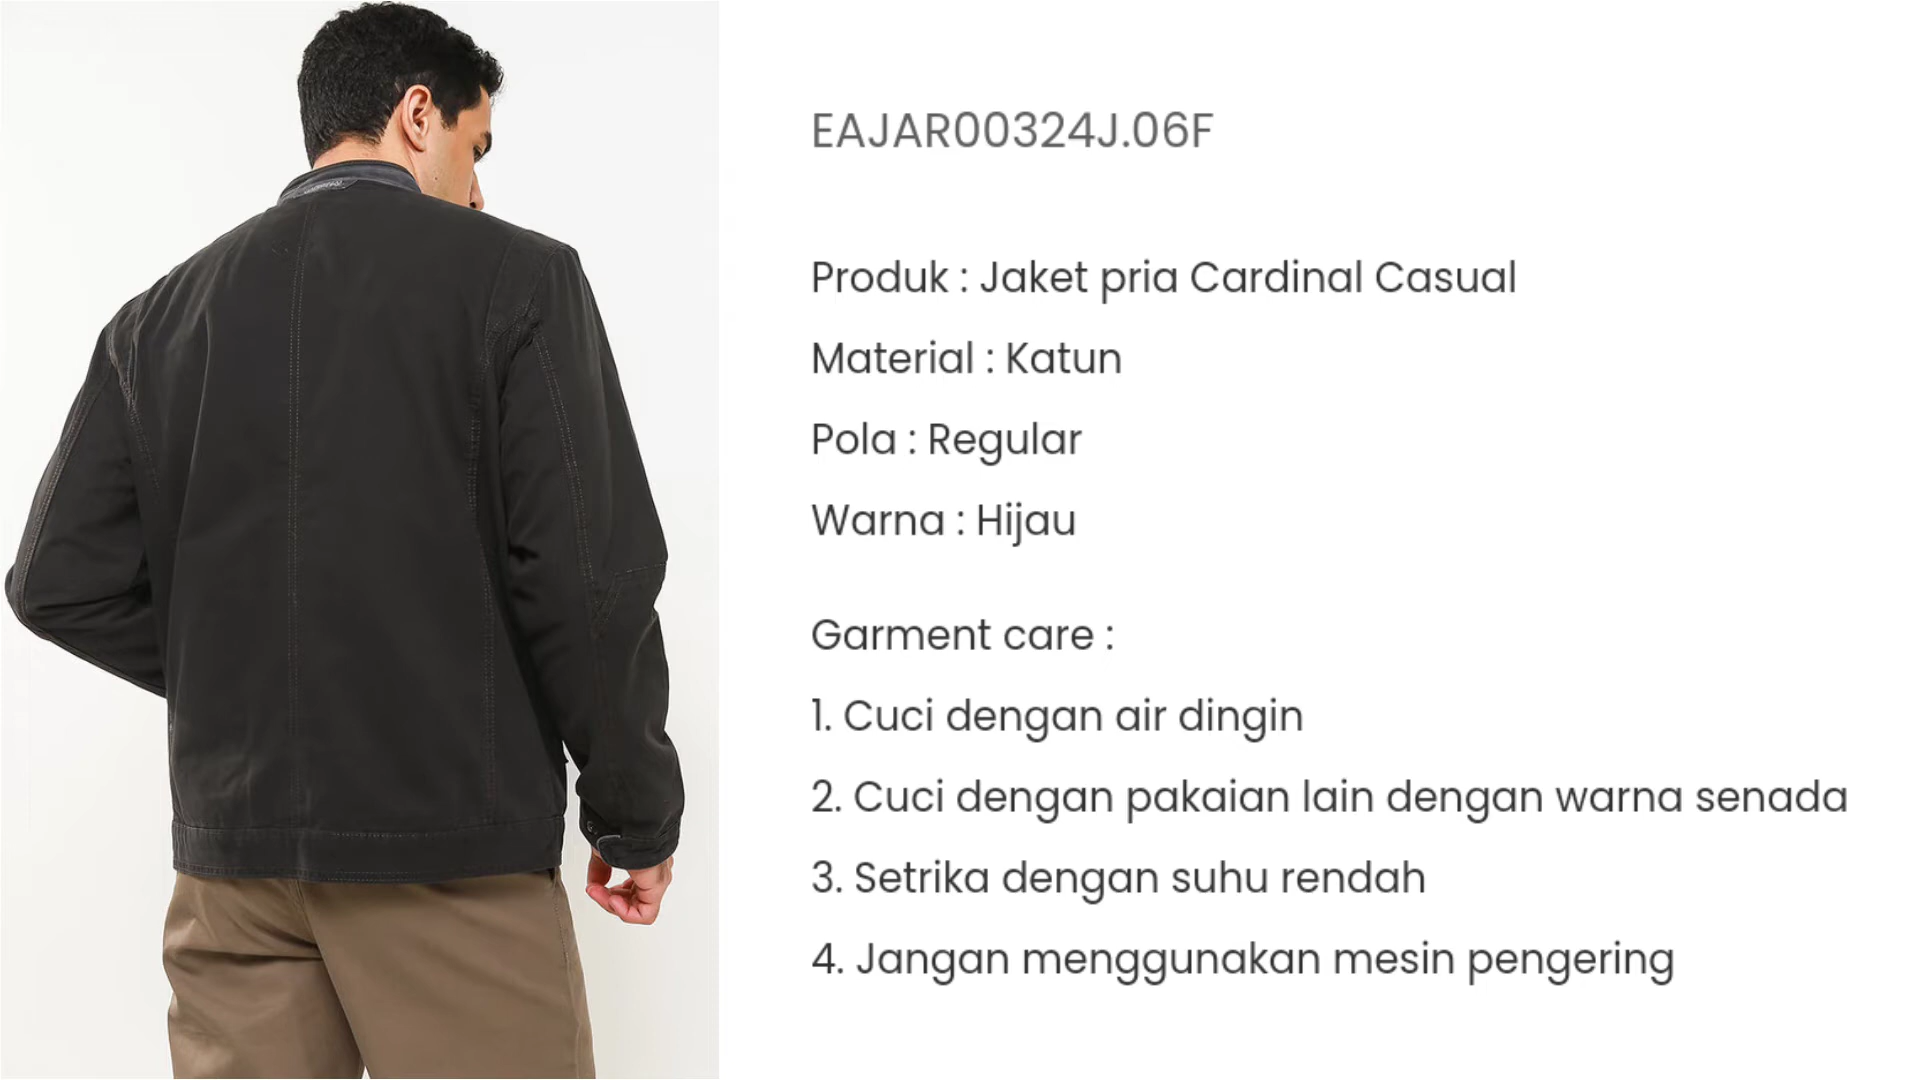 EAJAR00324J.06F
Produk : Jaket pria Cardinal Casual
Material : Katun
Pola : Regular
Warna : Hijau
Garment care :
1. Cuci dengan air dingin
2. Cuci dengan pakaian lain dengan warna senada
3. Setrika dengan suhu rendah
4. Jangan menggunakan mesin pengering